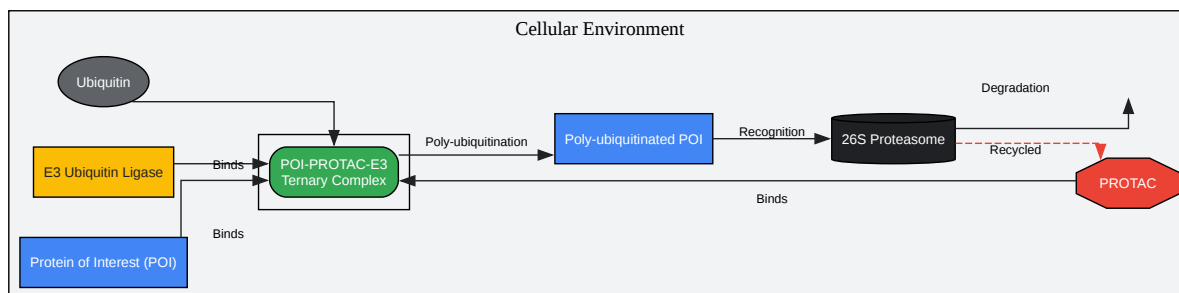 Cellular Environment
Ubiquitin
Degradation
Poly-ubiquitination
Poly-ubiquitinated POI
Recognition
26S Proteasome
Recycled
E3 Ubiquitin Ligase
Binds
POI-PROTAC-E3
Ternary Complex
PROTAC
Binds
Binds
Protein of Interest (POI)